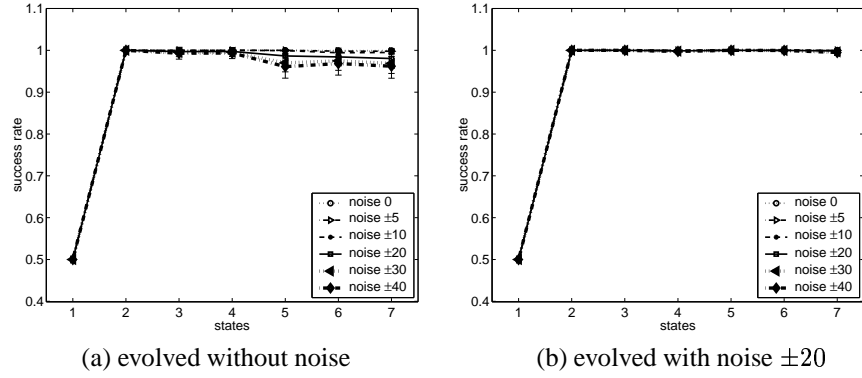 1.1
1
0.9
0.8
0.7
0.6
0.5
0.4
success rate
noise 0
noise ±5
noise ±10
noise ±20
noise ±30
noise ±40
1 2 3 4 5 6 7
states
(a) evolved without noise
1.1
1
0.9
0.8
0.7
0.6
0.5
0.4
success rate
noise 0
noise ±5
noise ±10
noise ±20
noise ±30
noise ±40
1 2 3 4 5 6 7
states
(b) evolved with noise ±20